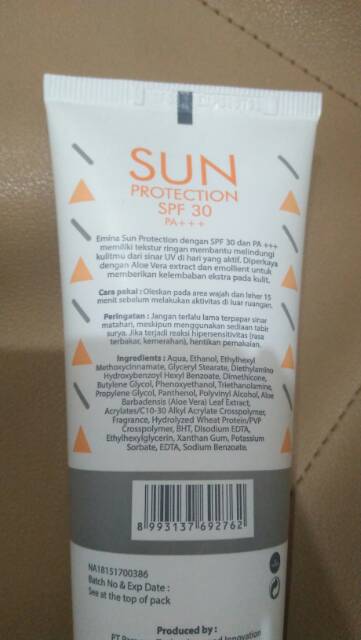 SUN
PROTECTION
SPF 30
PA+++
Emina Sun Protection dengan SPF 30 dan PA +++
memiliki tekstur ringan membantu melindungi
kulitmu dari sinar UV di hari yang aktif. Diperkaya
dengan Aloe Vera extract dan emollient untuk
memberikan kelembaban ekstra pada kulit.
Cara pakai : Oleskan pada area wajah dan leher 15
menit sebelum melakukan aktivitas di luar ruangan.
Peringatan : Jangan terlalu lama terpapar sinar
matahari, meskipun menggunakan sediaan tabir
surya. Jika terjadi reaksi hipersensitivitas (rasa
terbakar, kemerahan), hentikan pemakaian.
Ingredients : Aqua, Ethanol, Ethylhexyl
Methoxycinnamate, Glyceryl Stearate, Diethylamino
Hydroxybenzoyl Hexyl Benzoate, Dimethicone,
Butylene Glycol, Phenoxyethanol, Triethanolamine,
Propylene Glycol, Panthenol, Polyvinyl Alcohol, Aloe
Barbadensis (Aloe Vera) Leaf Extract,
Acrylates/C10-30 Alkyl Acrylate Crosspolymer,
Fragrance, Hydrolyzed Wheat Protein/PVP
Crosspolymer, BHT, Disodium EDTA,
Ethylhexylglycerin, Xanthan Gum, Potassium
Sorbate, EDTA, Sodium Benzoate.
8 993137 692762
NA18151700386
Batch No & Exp Date :
See at the top of pack
Produced by :